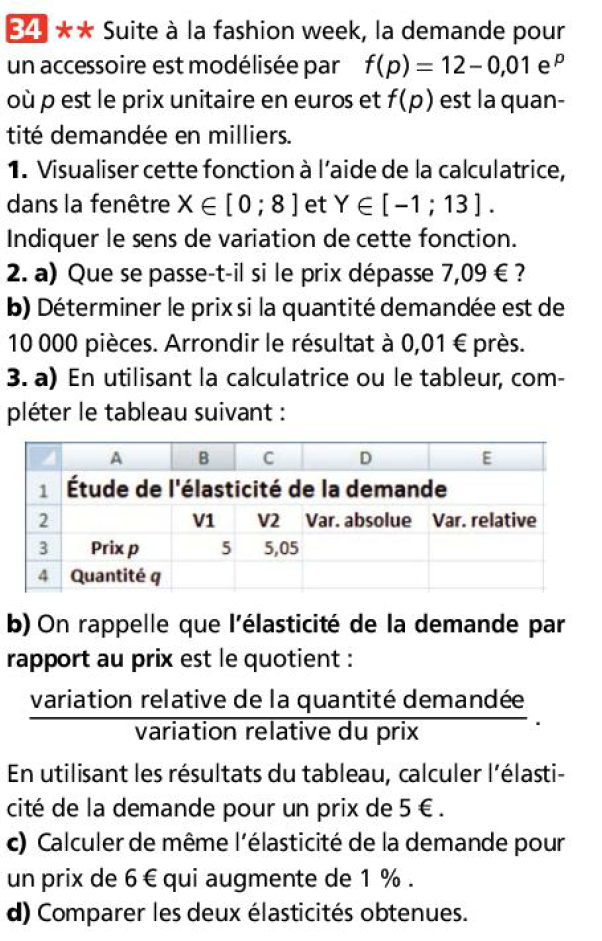 34 ★★ Suite à la fashion week, la demande pour
un accessoire est modélisée par f(p) = 12 – 0,01 e^p
où p est le prix unitaire en euros et f(p) est la quan-
tité demandée en milliers.
1. Visualiser cette fonction à l’aide de la calculatrice,
dans la fenêtre X ∈ [ 0 ; 8 ] et Y ∈ [ –1 ; 13 ] .
Indiquer le sens de variation de cette fonction.
2. a) Que se passe-t-il si le prix dépasse 7,09 € ?
b) Déterminer le prix si la quantité demandée est de
10 000 pièces. Arrondir le résultat à 0,01 € près.
3. a) En utilisant la calculatrice ou le tableur, com-
pléter le tableau suivant :
A B C D E
1 Étude de l'élasticité de la demande
2 V1 V2 Var. absolue Var. relative
3 Prix p 5 5,05
4 Quantité q
b) On rappelle que l’élasticité de la demande par
rapport au prix est le quotient :
variation relative de la quantité demandée
variation relative du prix .
En utilisant les résultats du tableau, calculer l’élasti-
cité de la demande pour un prix de 5 € .
c) Calculer de même l’élasticité de la demande pour
un prix de 6 € qui augmente de 1 % .
d) Comparer les deux élasticités obtenues.